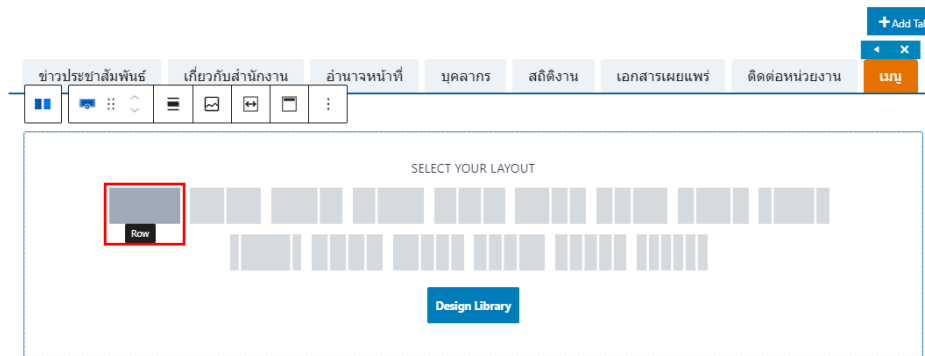 Add Tab
ข่าวประชาสัมพันธ์ เกี่ยวกับสำนักงาน อำนาจหน้าที่ บุคลากร สถิติงาน เอกสารเผยแพร่ ติดต่อหน่วยงาน เมนู
SELECT YOUR LAYOUT
Row
Design Library